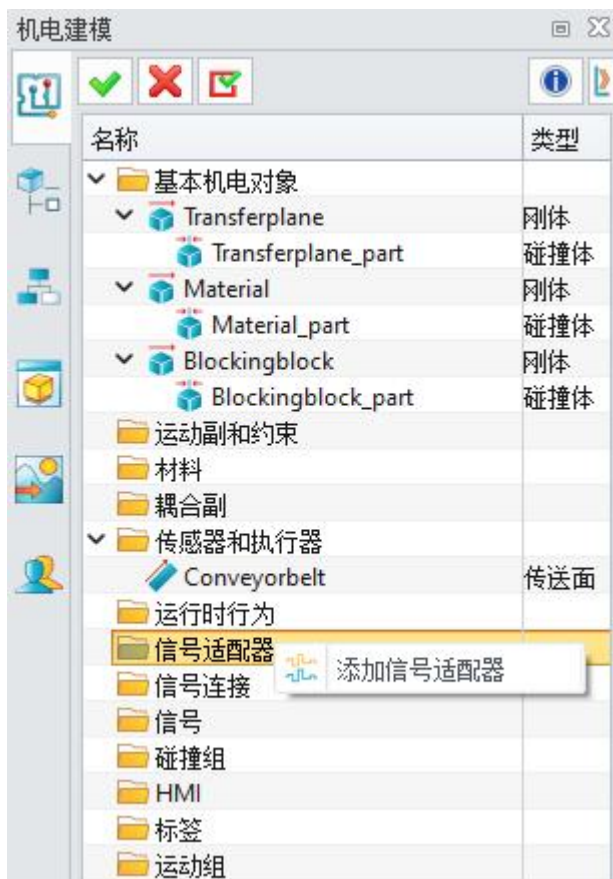 机电建模
名称 类型
基本机电对象
Transferplane 刚体
Transferplane_part 碰撞体
Material 刚体
Material_part 碰撞体
Blockingblock 刚体
Blockingblock_part 碰撞体
运动副和约束
材料
耦合副
传感器和执行器
Conveyorbelt 传送面
运行时行为
信号适配器 添加信号适配器
信号连接
信号
碰撞组
HMI
标签
运动组